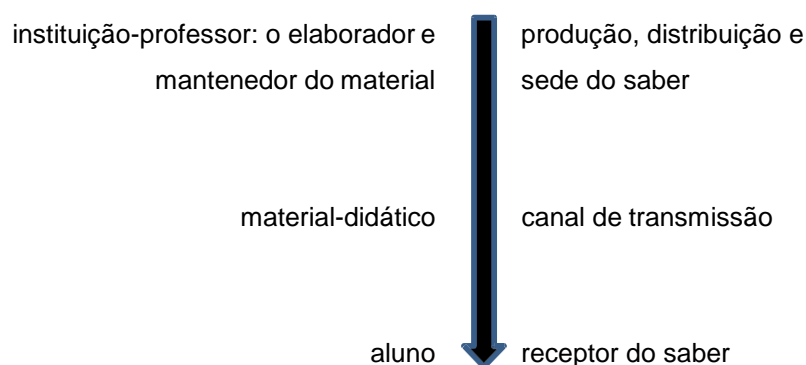 instituição-professor: o elaborador e
mantenedor do material
produção, distribuição e
sede do saber
material-didático
canal de transmissão
aluno
receptor do saber